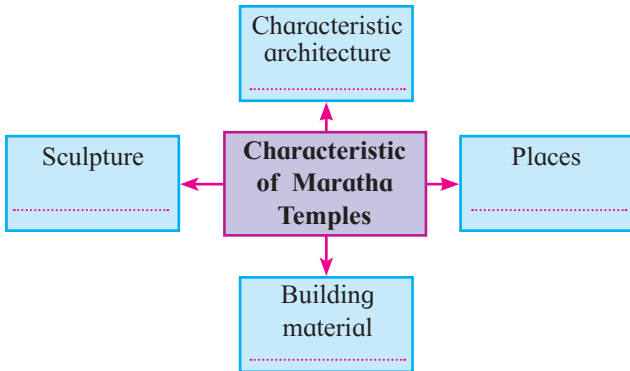 Characteristic
architecture
Sculpture
Characteristic
of Maratha
Temples
Places
Building
material